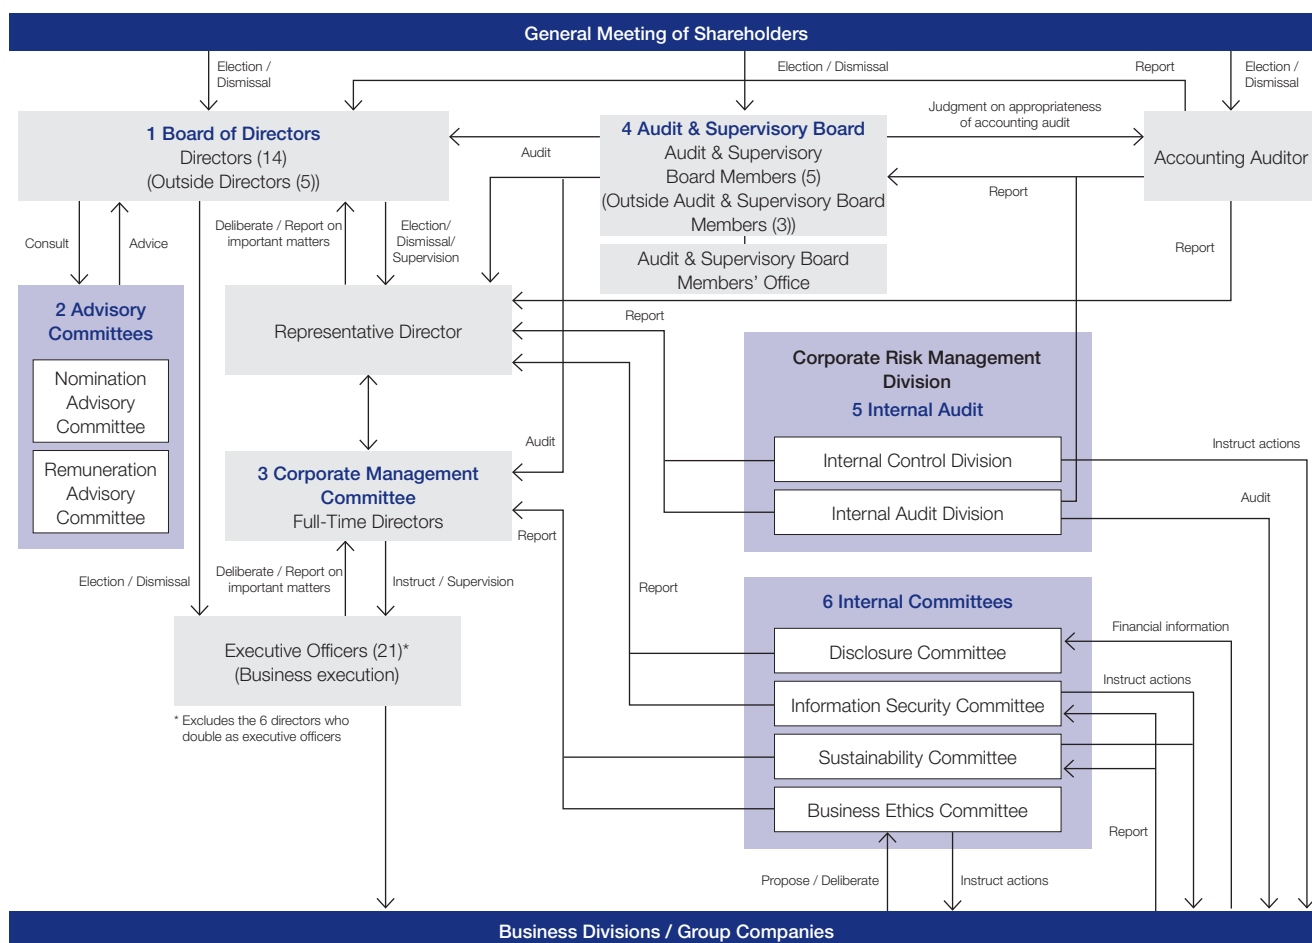 General Meeting of Shareholders
Election /
Dismissal
Election / Dismissal
Report
Election /
Dismissal
1 Board of Directors
Directors (14)
(Outside Directors (5))
Audit
4 Audit & Supervisory Board
Audit & Supervisory
Board Members (5)
(Outside Audit & Supervisory Board
Members (3))
Audit & Supervisory Board
Members' Office
Judgment on appropriateness
of accounting audit
Accounting Auditor
Report
Report
Consult
Advice
Deliberate / Report on
important matters
Election/
Dismissal/
Supervision
2 Advisory
Committees
Nomination
Advisory
Committee
Remuneration
Advisory
Committee
Representative Director
Report
Corporate Risk Management
Division
5 Internal Audit
Internal Control Division
Internal Audit Division
Instruct actions
Audit
Audit
3 Corporate Management
Committee
Full-Time Directors
Report
Election / Dismissal
Deliberate / Report on
important matters
Instruct / Supervision
Report
Executive Officers (21)*
(Business execution)
* Excludes the 6 directors who
double as executive officers
6 Internal Committees
Disclosure Committee
Information Security Committee
Sustainability Committee
Business Ethics Committee
Financial information
Instruct actions
Report
Propose / Deliberate
Instruct actions
Business Divisions / Group Companies